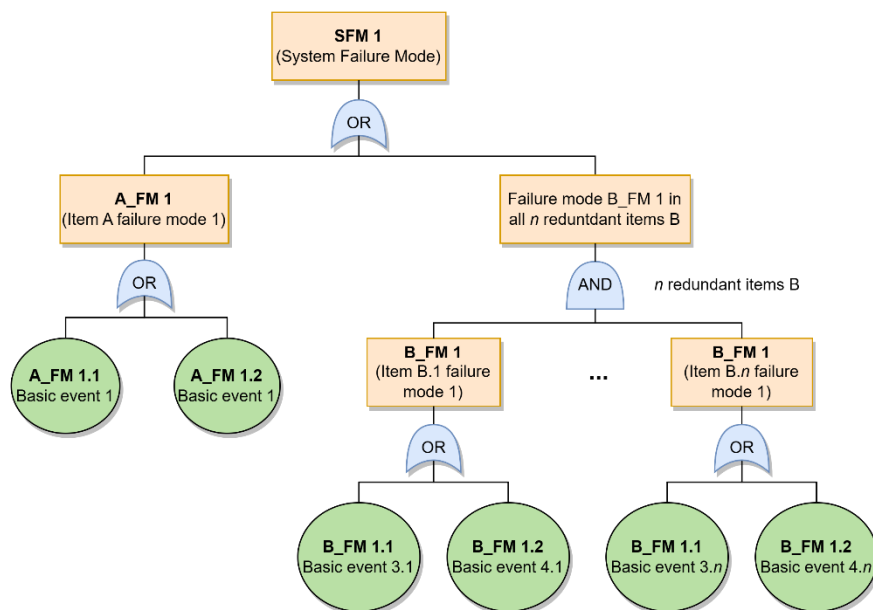 SFM 1
(System Failure Mode)
OR
A_FM 1
(Item A failure mode 1)
Failure mode B_FM 1 in
all n reduntdant items B
OR
AND
n redundant items B
A_FM 1.1
Basic event 1
A_FM 1.2
Basic event 1
B_FM 1
(Item B.1 failure
mode 1)
...
B_FM 1
(Item B.n failure
mode 1)
OR
OR
B_FM 1.1
Basic event 3.1
B_FM 1.2
Basic event 4.1
B_FM 1.1
Basic event 3.n
B_FM 1.2
Basic event 4.n